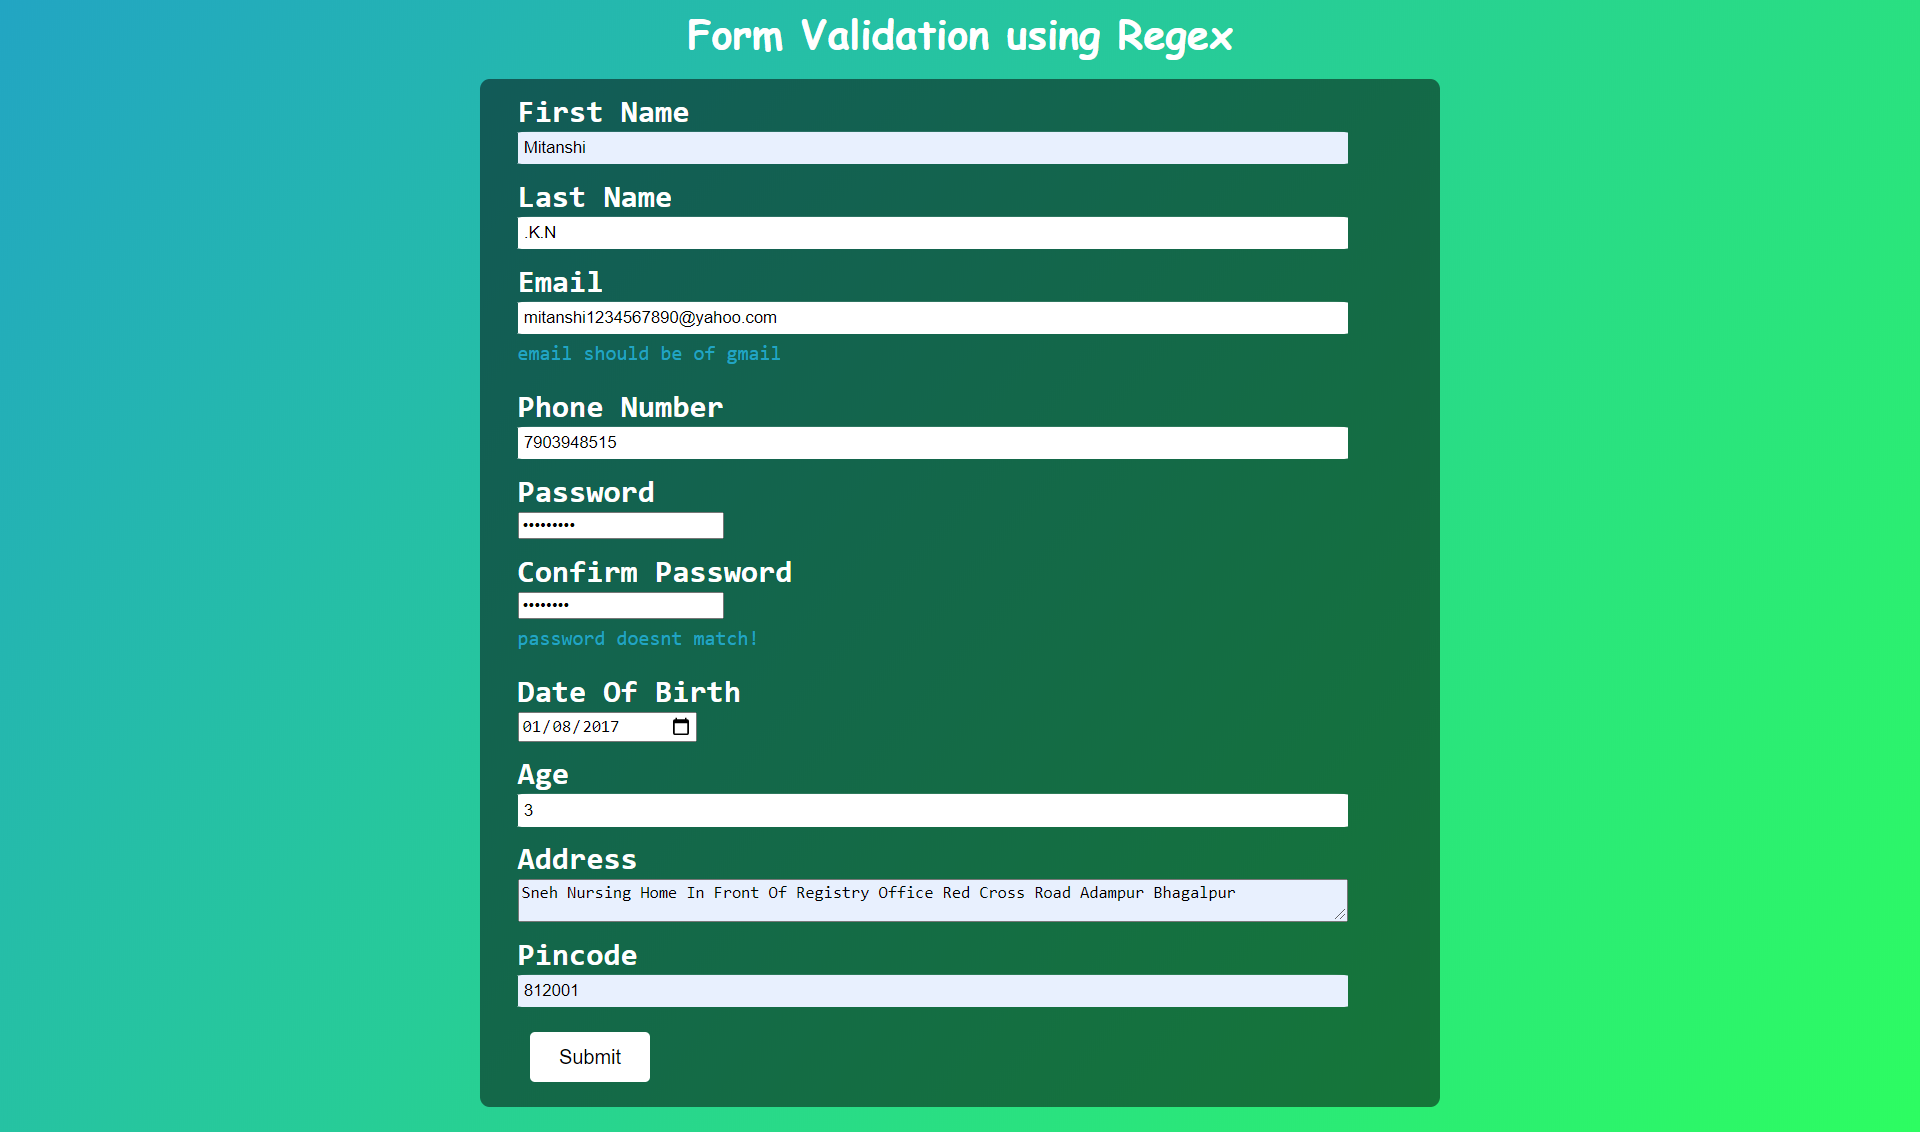 Form Validation using Regex
First Name
Mitanshi
Last Name
.K.N
Email
mitanshi1234567890@yahoo.com
email should be of gmail
Phone Number
7903948515
Password
•••••••••
Confirm Password
••••••••
password doesnt match!
Date Of Birth
01/08/2017
Age
3
Address
Sneh Nursing Home In Front Of Registry Office Red Cross Road Adampur Bhagalpur
Pincode
812001
Submit